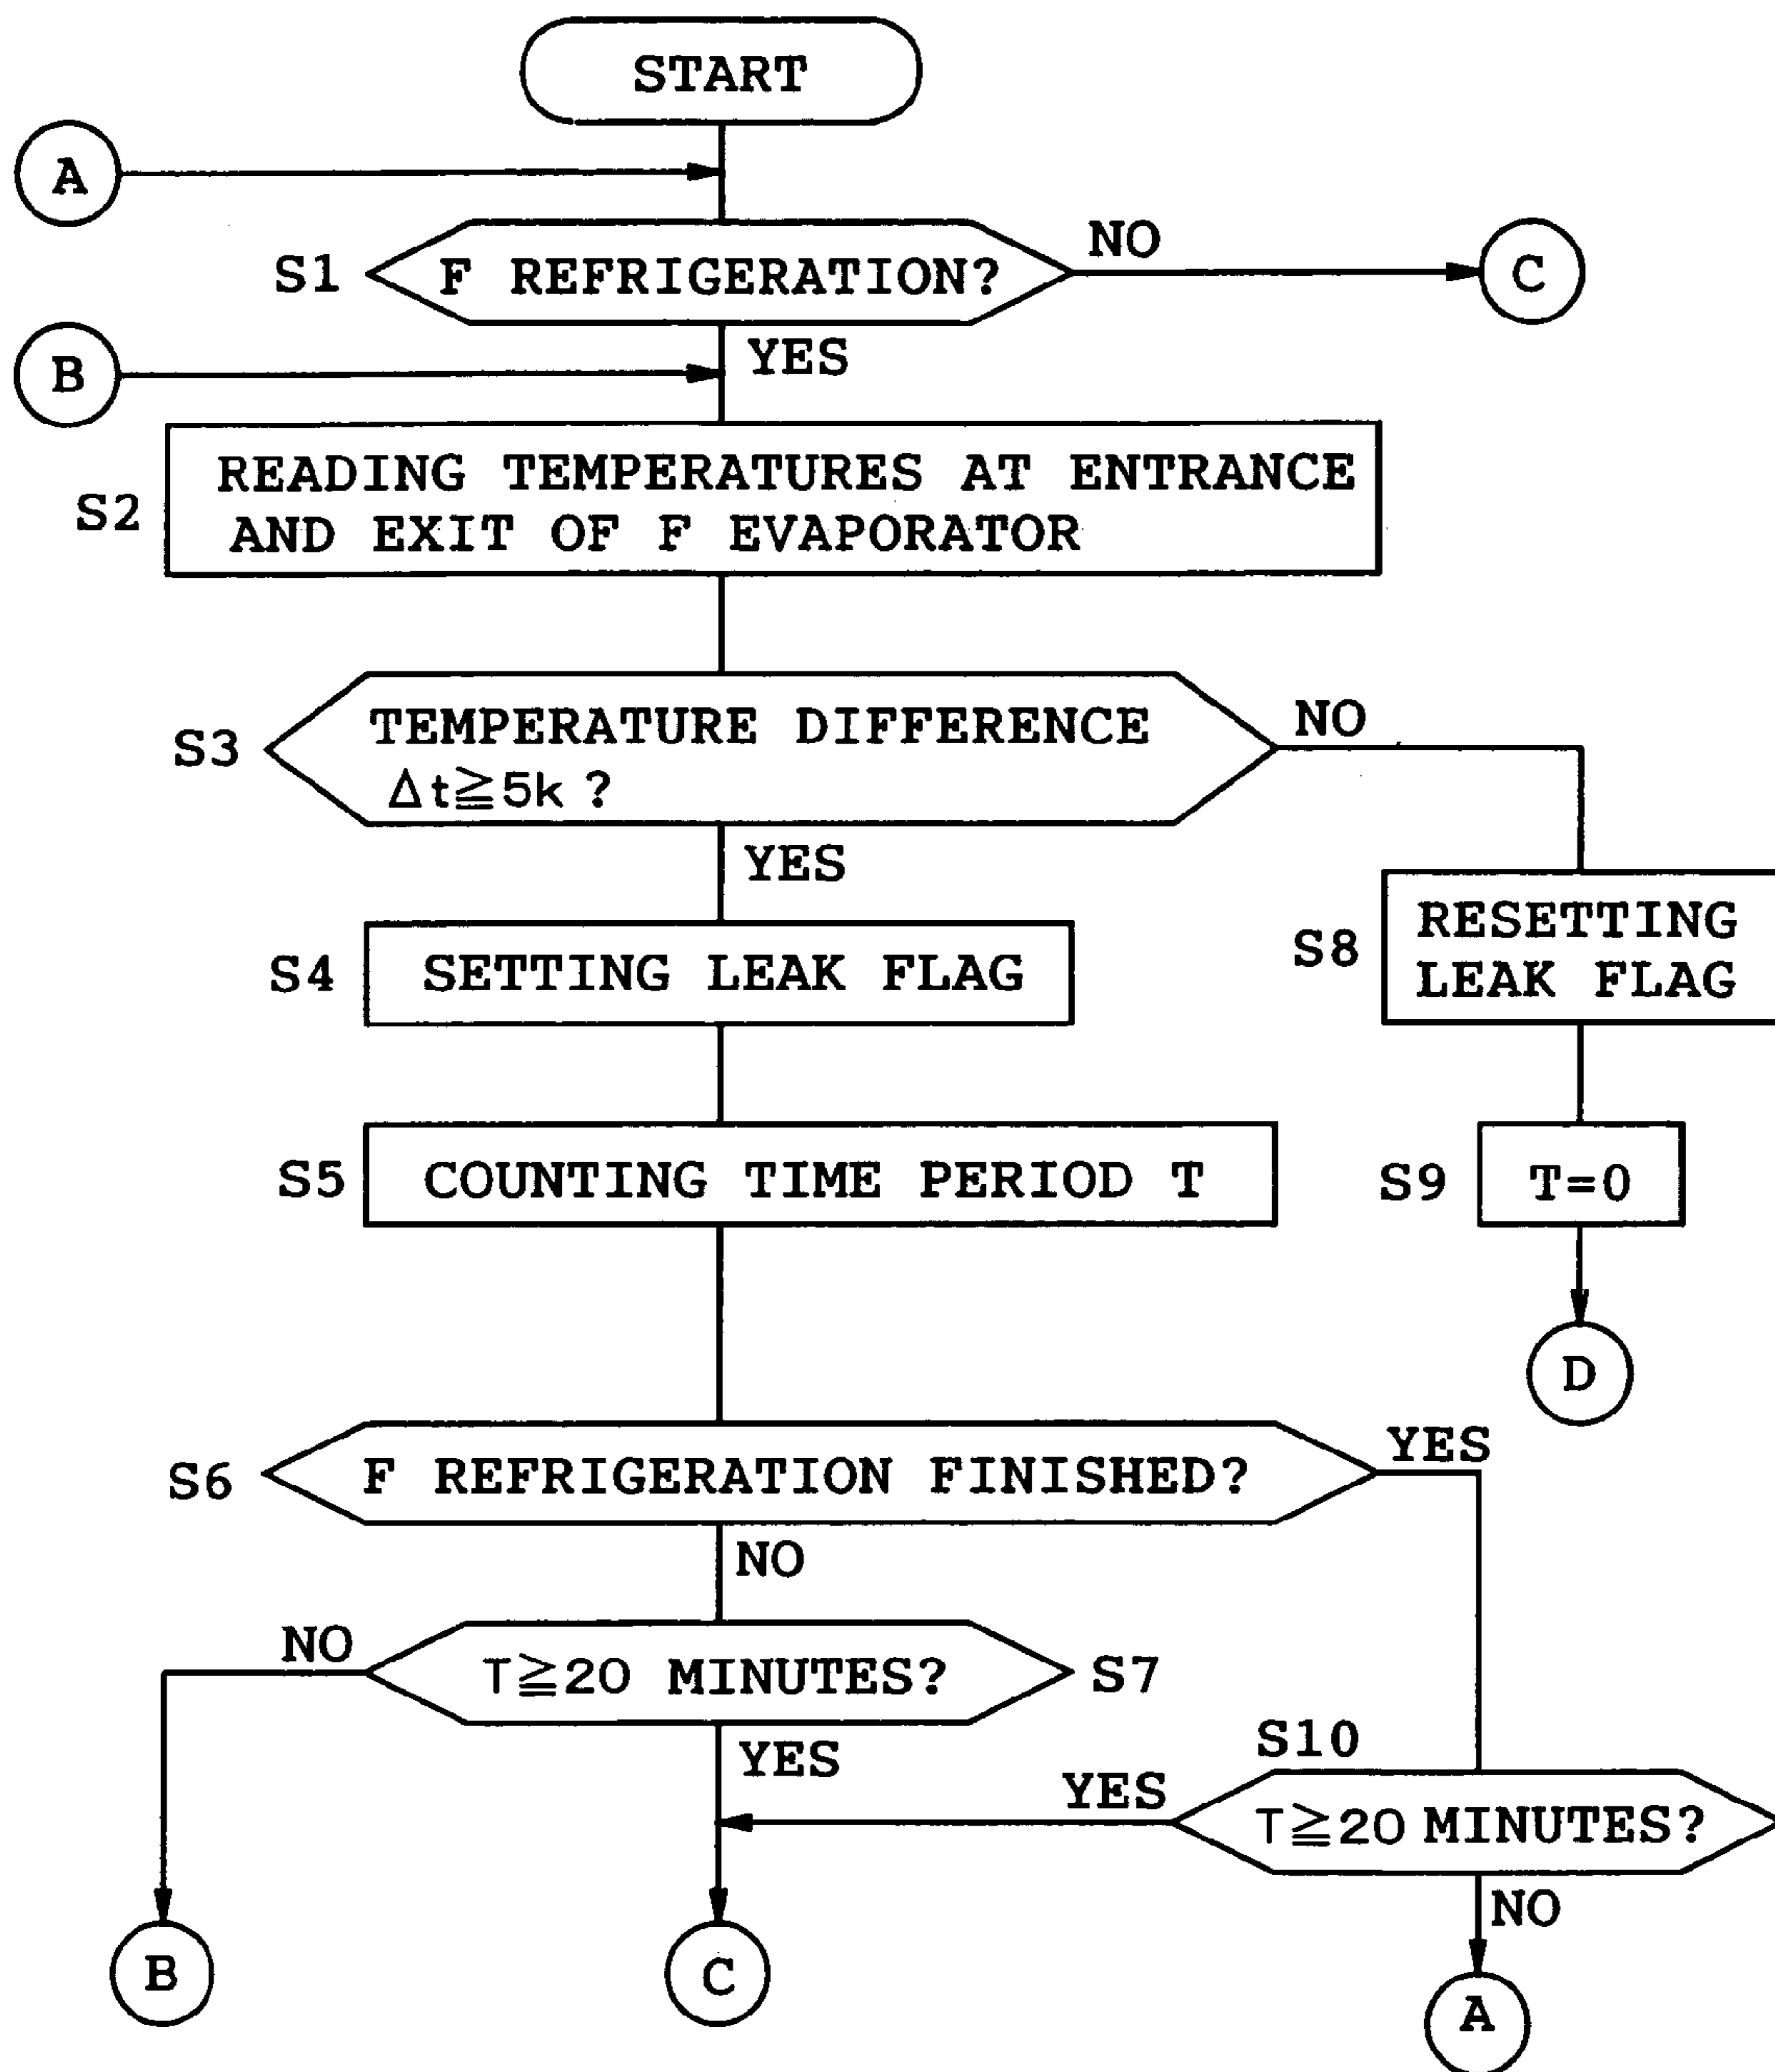 START
A
S1 F REFRIGERATION?
NO
C
YES
B
S2 READING TEMPERATURES AT ENTRANCE
AND EXIT OF F EVAPORATOR
S3 TEMPERATURE DIFFERENCE
Δt≧5k ?
NO
YES
S4 SETTING LEAK FLAG
S8 RESETTING
LEAK FLAG
S5 COUNTING TIME PERIOD T
S9 T=0
D
S6 F REFRIGERATION FINISHED?
YES
NO
NO
T≧20 MINUTES? S7
YES
S10
YES
T≧20 MINUTES?
NO
B
C
A